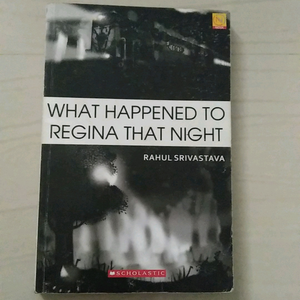 WHAT HAPPENED TO
REGINA THAT NIGHT
RAHUL SRIVASTAVA
SCHOLASTIC